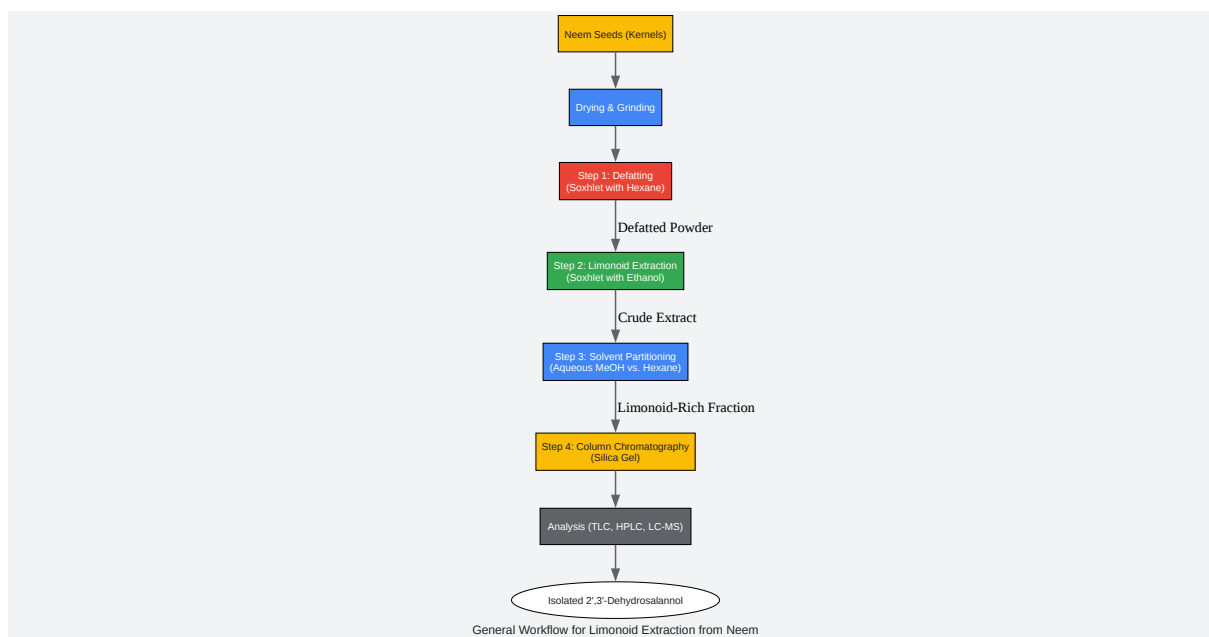 Neem Seeds (Kernels)
Drying & Grinding
Step 1: Defatting
(Soxhlet with Hexane)
Defatted Powder
Step 2: Limonoid Extraction
(Soxhlet with Ethanol)
Crude Extract
Step 3: Solvent Partitioning
(Aqueous MeOH vs. Hexane)
Limonoid-Rich Fraction
Step 4: Column Chromatography
(Silica Gel)
Analysis (TLC, HPLC, LC-MS)
Isolated 2',3'-Dehydrosalannol
General Workflow for Limonoid Extraction from Neem